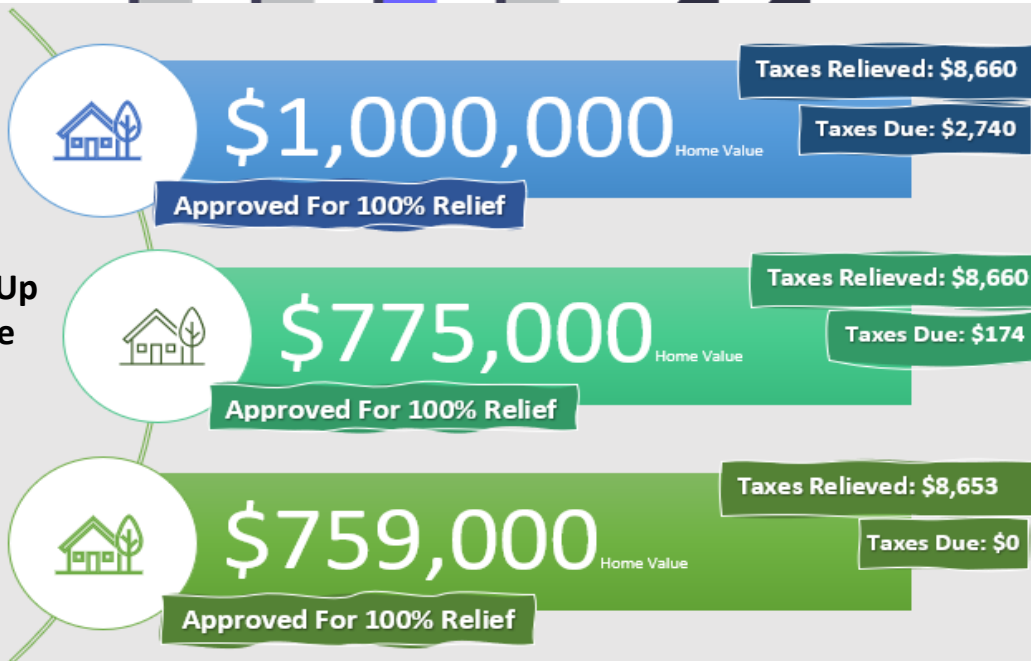 Taxes Relieved: $8,660
$1,000,000 Home Value
Taxes Due: $2,740
Approved For 100% Relief
Up
Taxes Relieved: $8,660
$775,000 Home Value
Taxes Due: $174
Approved For 100% Relief
Taxes Relieved: $8,653
$759,000 Home Value
Taxes Due: $0
Approved For 100% Relief